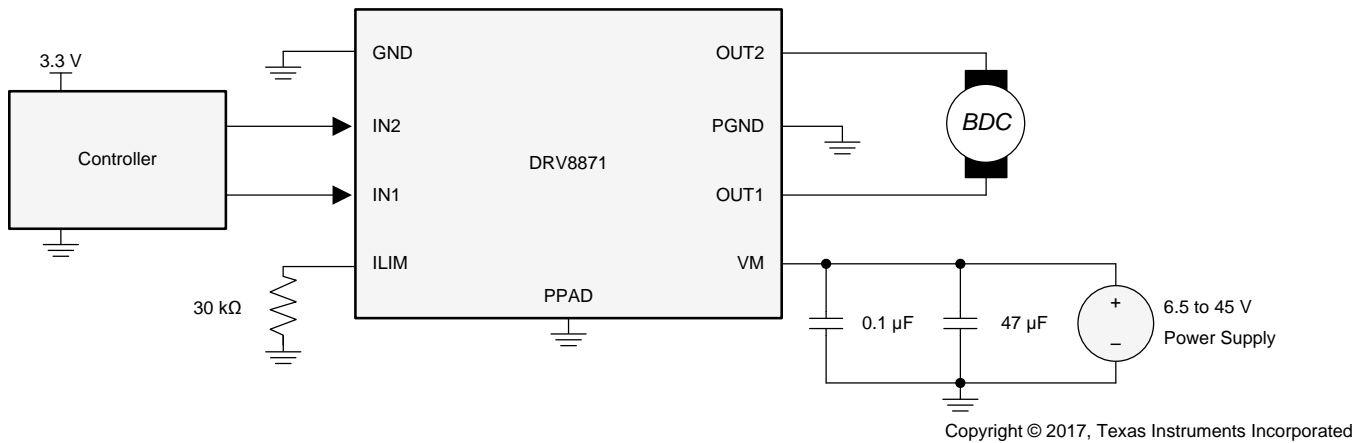 3.3 V
Controller
GND
IN2
IN1
ILIM
30 kΩ
DRV8871
PPAD
OUT2
PGND
OUT1
VM
BDC
0.1 µF
47 µF
+
–
6.5 to 45 V
Power Supply
Copyright © 2017, Texas Instruments Incorporated